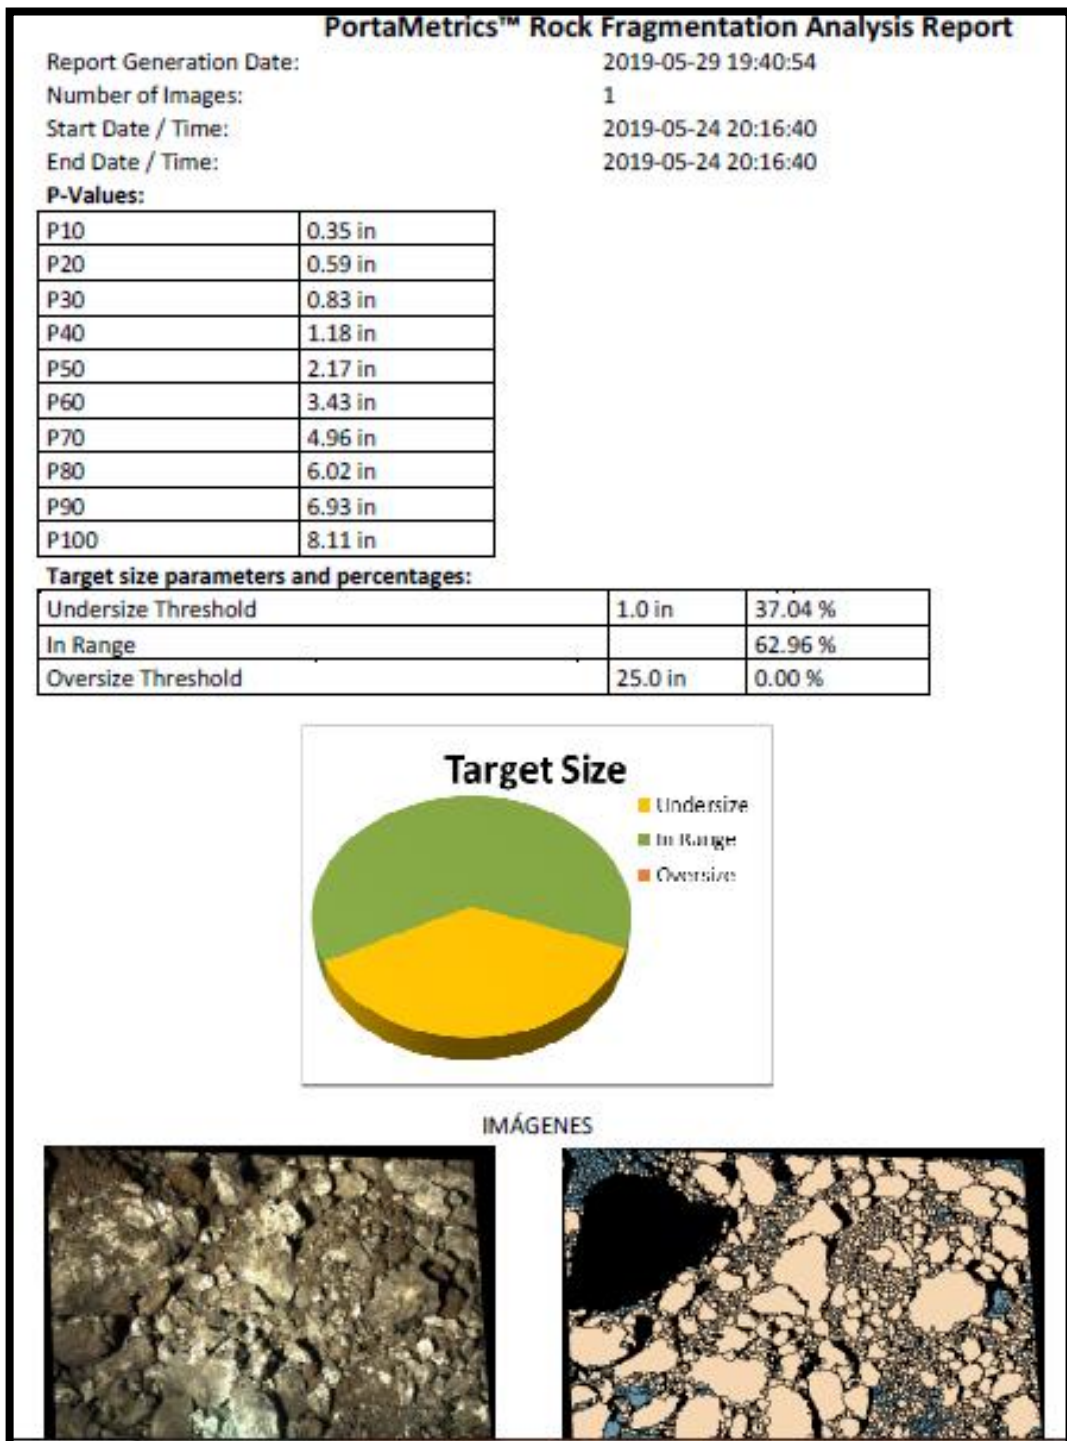 PortaMetrics™ Rock Fragmentation Analysis Report
Report Generation Date: 2019-05-29 19:40:54
Number of Images: 1
Start Date / Time: 2019-05-24 20:16:40
End Date / Time: 2019-05-24 20:16:40
P-Values:
P10 0.35 in
P20 0.59 in
P30 0.83 in
P40 1.18 in
P50 2.17 in
P60 3.43 in
P70 4.96 in
P80 6.02 in
P90 6.93 in
P100 8.11 in
Target size parameters and percentages:
Undersize Threshold 1.0 in 37.04 %
In Range 62.96 %
Oversize Threshold 25.0 in 0.00 %
Target Size
Undersize
In Range
Oversize
IMÁGENES